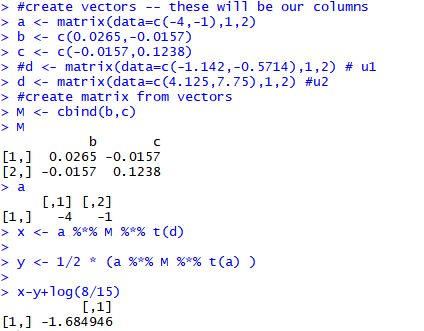 > #create vectors -- these will be our columns
> a <- matrix(data=c(-4,-1),1,2)
> b <- c(0.0265,-0.0157)
> c <- c(-0.0157,0.1238)
> #d <- matrix(data=c(-1.142,-0.5714),1,2) # u1
> d <- matrix(data=c(4.125,7.75),1,2) #u2
> #create matrix from vectors
> M <- cbind(b,c)
> M
b c
[1,] 0.0265 -0.0157
[2,] -0.0157 0.1238
> a
[,1] [,2]
[1,] -4 -1
> x <- a %*% M %*% t(d)
>
> y <- 1/2 * (a %*% M %*% t(a) )
>
> x-y+log(8/15)
[,1]
[1,] -1.684946